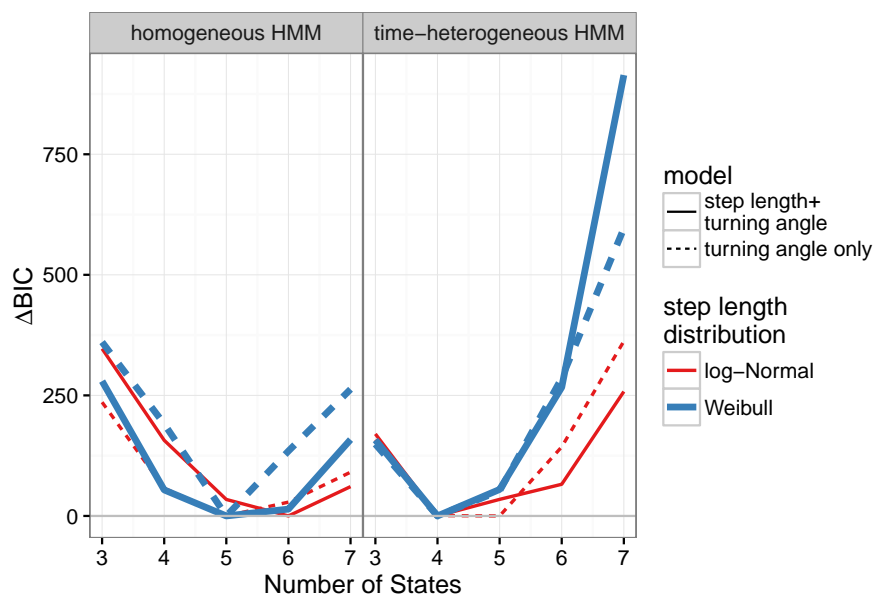 homogeneous HMM
time−heterogeneous HMM
750
500
250
0
ΔBIC
3 4 5 6 7
3 4 5 6 7
Number of States
model
step length+
turning angle
turning angle only
step length
distribution
log−Normal
Weibull